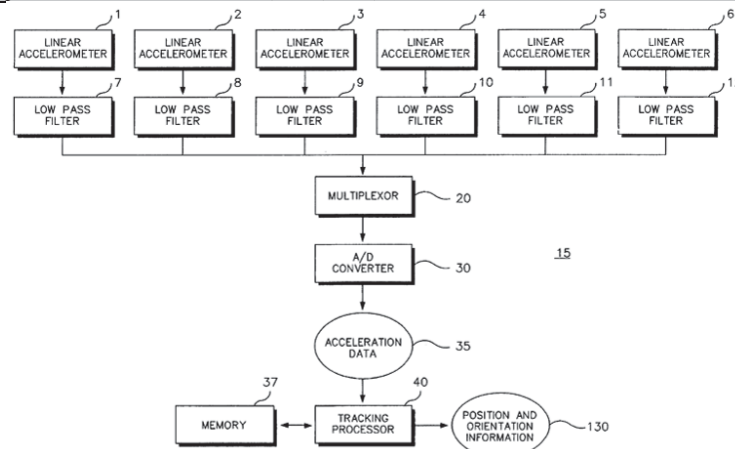 1 2 3 4 5 6
LINEAR ACCELEROMETER LINEAR ACCELEROMETER LINEAR ACCELEROMETER LINEAR ACCELEROMETER LINEAR ACCELEROMETER LINEAR ACCELEROMETER
7 8 9 10 11 1
LOW PASS FILTER LOW PASS FILTER LOW PASS FILTER LOW PASS FILTER LOW PASS FILTER LOW PASS FILTER
MULTIPLEXOR 20
A/D
CONVERTER 30
15
ACCELERATION
DATA 35
37 40
MEMORY
TRACKING
PROCESSOR
POSITION AND
ORIENTATION
INFORMATION
130